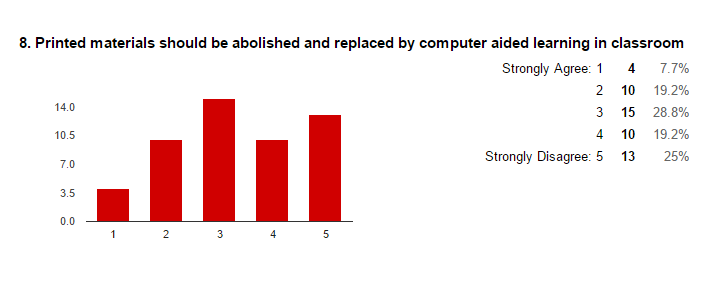 8. Printed materials should be abolished and replaced by computer aided learning in classroom
Strongly Agree: 1 4 7.7%
2 10 19.2%
3 15 28.8%
4 10 19.2%
Strongly Disagree: 5 13 25%
14.0
10.5
7.0
3.5
0.0
1 2 3 4 5